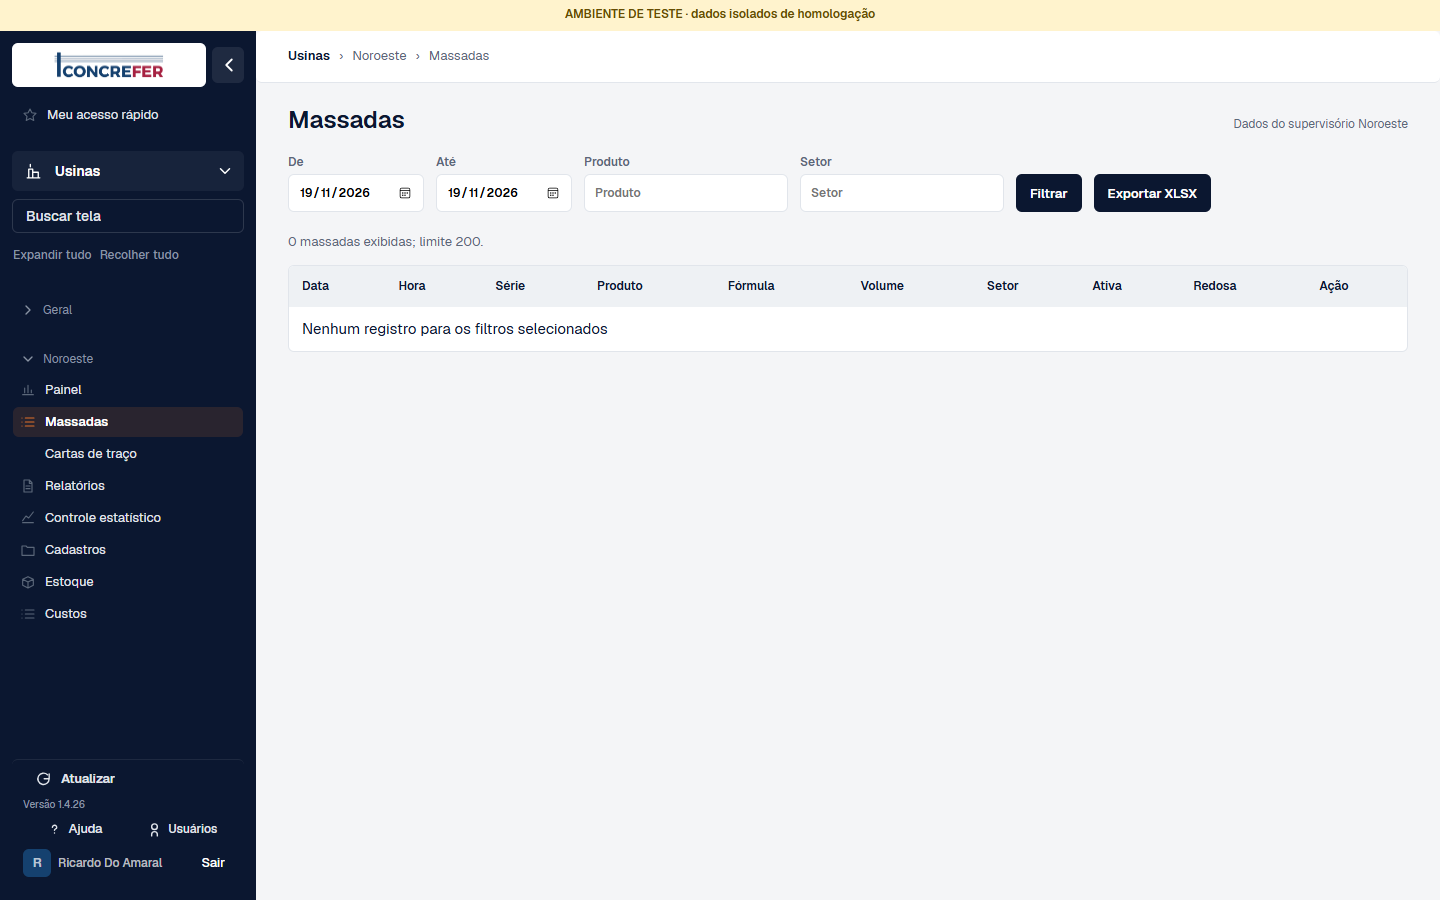 AMBIENTE DE TESTE · dados isolados de homologação
CONCREFER
Meu acesso rápido
Usinas
Buscar tela
Expandir tudo Recolher tudo
Geral
Noroeste
Painel
Massadas
Cartas de traço
Relatórios
Controle estatístico
Cadastros
Estoque
Custos
Atualizar
Versão 1.4.26
? Ajuda Usuários
R Ricardo Do Amaral Sair
Usinas › Noroeste › Massadas
Massadas
Dados do supervisório Noroeste
De Até Produto Setor
19/11/2026 19/11/2026 Produto Setor Filtrar Exportar XLSX
0 massadas exibidas; limite 200.
Data Hora Série Produto Fórmula Volume Setor Ativa Redosa Ação
Nenhum registro para os filtros selecionados